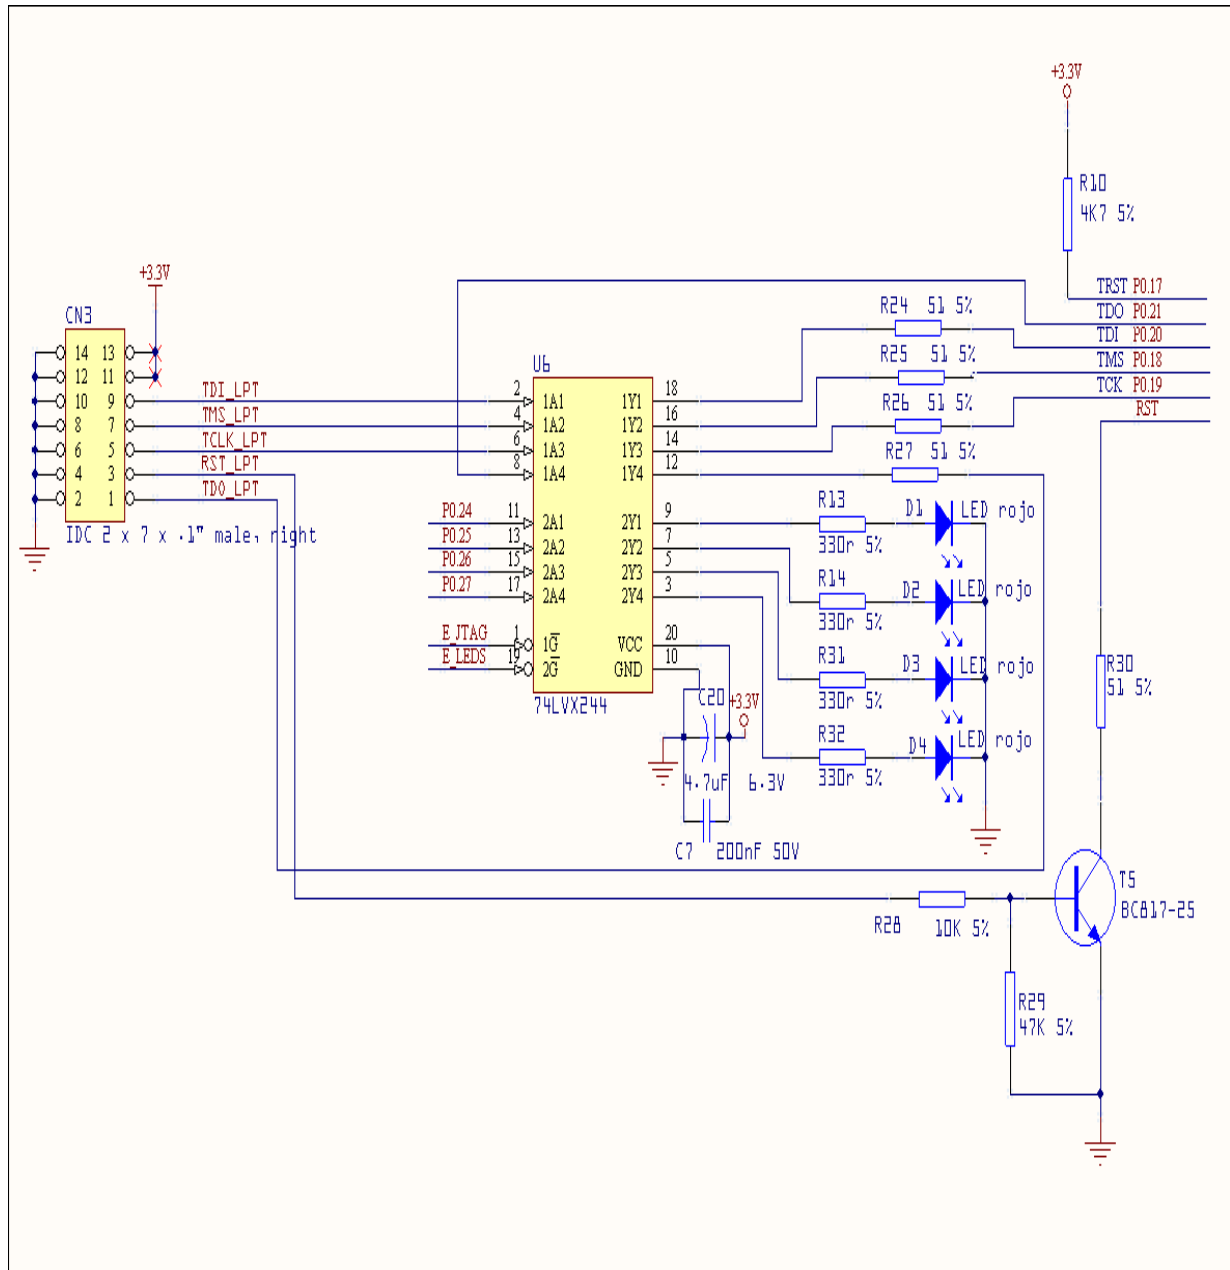 +3.3V
R10
4K7 5%
+3.3V
CN3
TRST P0.17
TDO P0.21
TDI P0.20
TMS P0.18
TCK P0.19
RST
R24 51 5%
R25 51 5%
R26 51 5%
R27 51 5%
14 13
12 11
10 9
8 7
6 5
4 3
2 1
TDI_LPT
TMS_LPT
TCLK_LPT
RST_LPT
TDO_LPT
IDC 2 x 7 x .1" male, right
U6
2 1A1 1Y1 18
4 1A2 1Y2 16
6 1A3 1Y3 14
8 1A4 1Y4 12
P0.24 11 2A1 2Y1 9
P0.25 13 2A2 2Y2 7
P0.26 15 2A3 2Y3 5
P0.27 17 2A4 2Y4 3
E_JTAG 1 1G VCC 20
E_LEDS 19 2G GND 10
74LVX244
R13
330r 5%
D1 LED rojo
R14
330r 5%
D2 LED rojo
R31
330r 5%
D3 LED rojo
R32
330r 5%
D4 LED rojo
C20 +3.3V
4.7uF 6.3V
C7 200nF 50V
R30
51 5%
T5
BC817-25
R28 10K 5%
R29
47K 5%